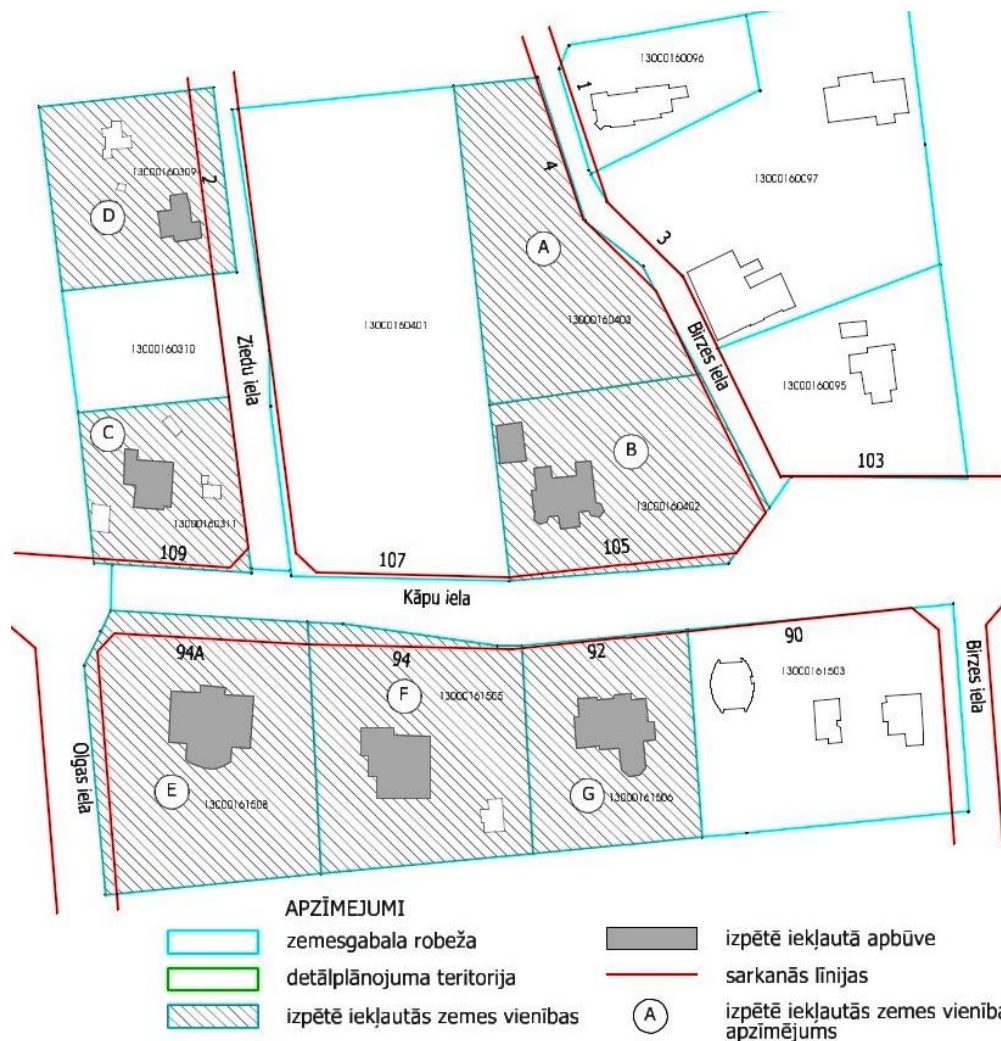 13000160096
1
13000160309
2
4
13000160097
D
A
3
13000160401
13000160403
13000160310
Ziedu iela
Birzes iela
13000160095
C
B
103
13000160402
13000160311
109
107
105
Kāpu iela
94A
94
92
90
Birzes iela
F
13000161505
13000161503
Olgas iela
E
13000161508
G
13000161506
APZĪMEJUMI
zemesgabala robeža
izpētē iekļautā apbūve
detālplānojuma teritorija
sarkanās līnijas
izpētē iekļautās zemes vienības
A
izpētē iekļautās zemes vienība
apzīmējums